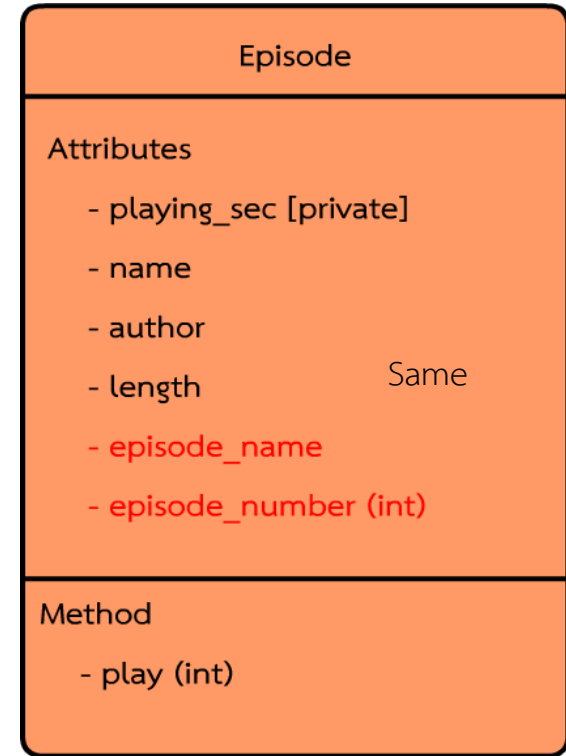 Episode
Attributes
- playing_sec [private]
- name
- author
- length
Same
- episode_name
- episode_number (int)
Method
- play (int)